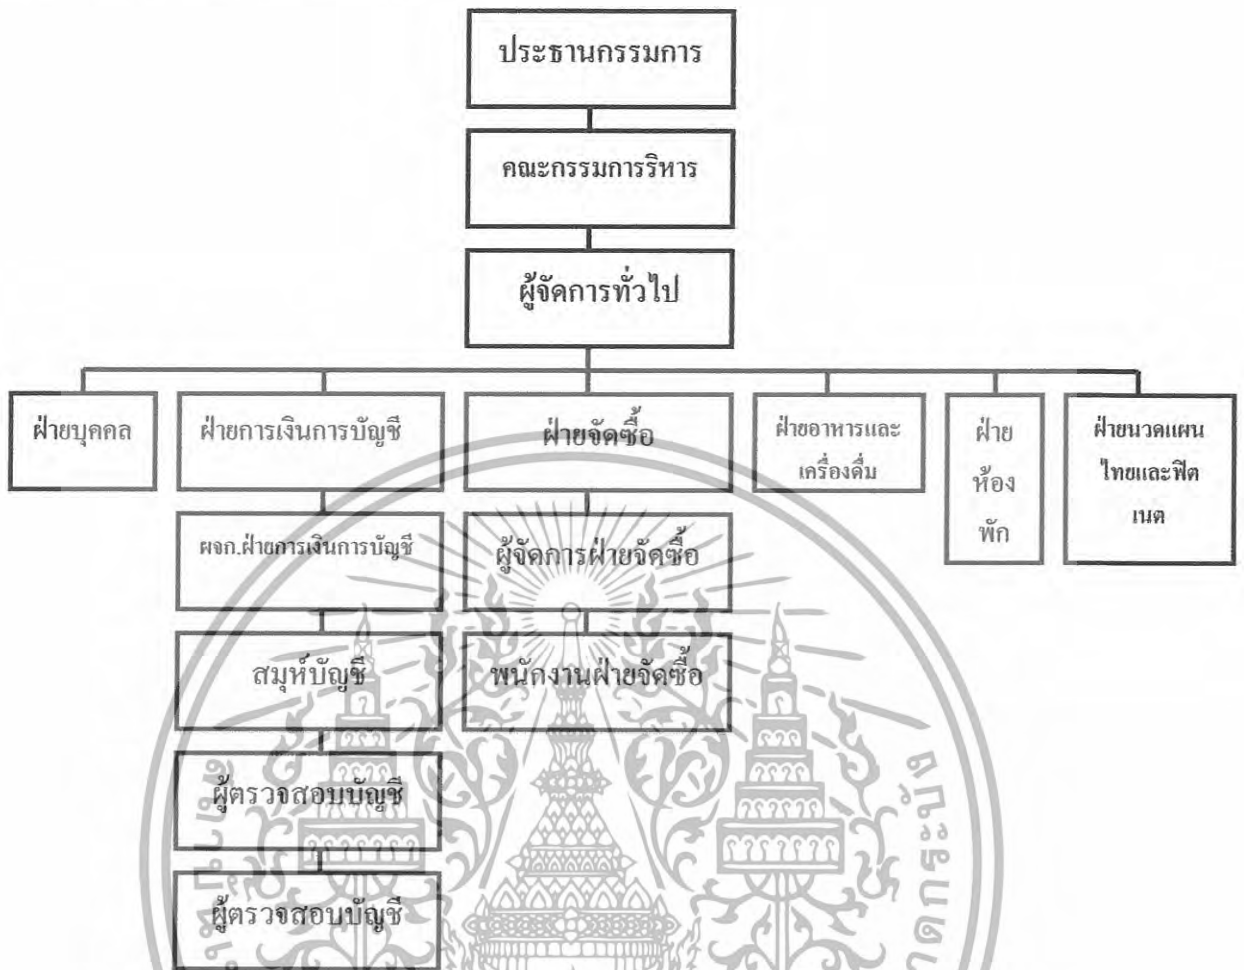 ประธานกรรมการ
คณะกรรมการริหาร
ผู้จัดการทั่วไป
ฝ่ายบุคคล
ฝ่ายการเงินการบัญชี
ฝ่ายจัดซื้อ
ฝ่ายอาหารและ
เครื่องดื่ม
ฝ่าย
ห้อง
พัก
ฝ่ายนวดแผน
ไทยและฟิต
เนต
ผจก.ฝ่ายการเงินการบัญชี
ผู้จัดการฝ่ายจัดซื้อ
สมุห์บัญชี
พนักงานฝ่ายจัดซื้อ
ผู้ตรวจสอบบัญชี
ผู้ตรวจสอบบัญชี